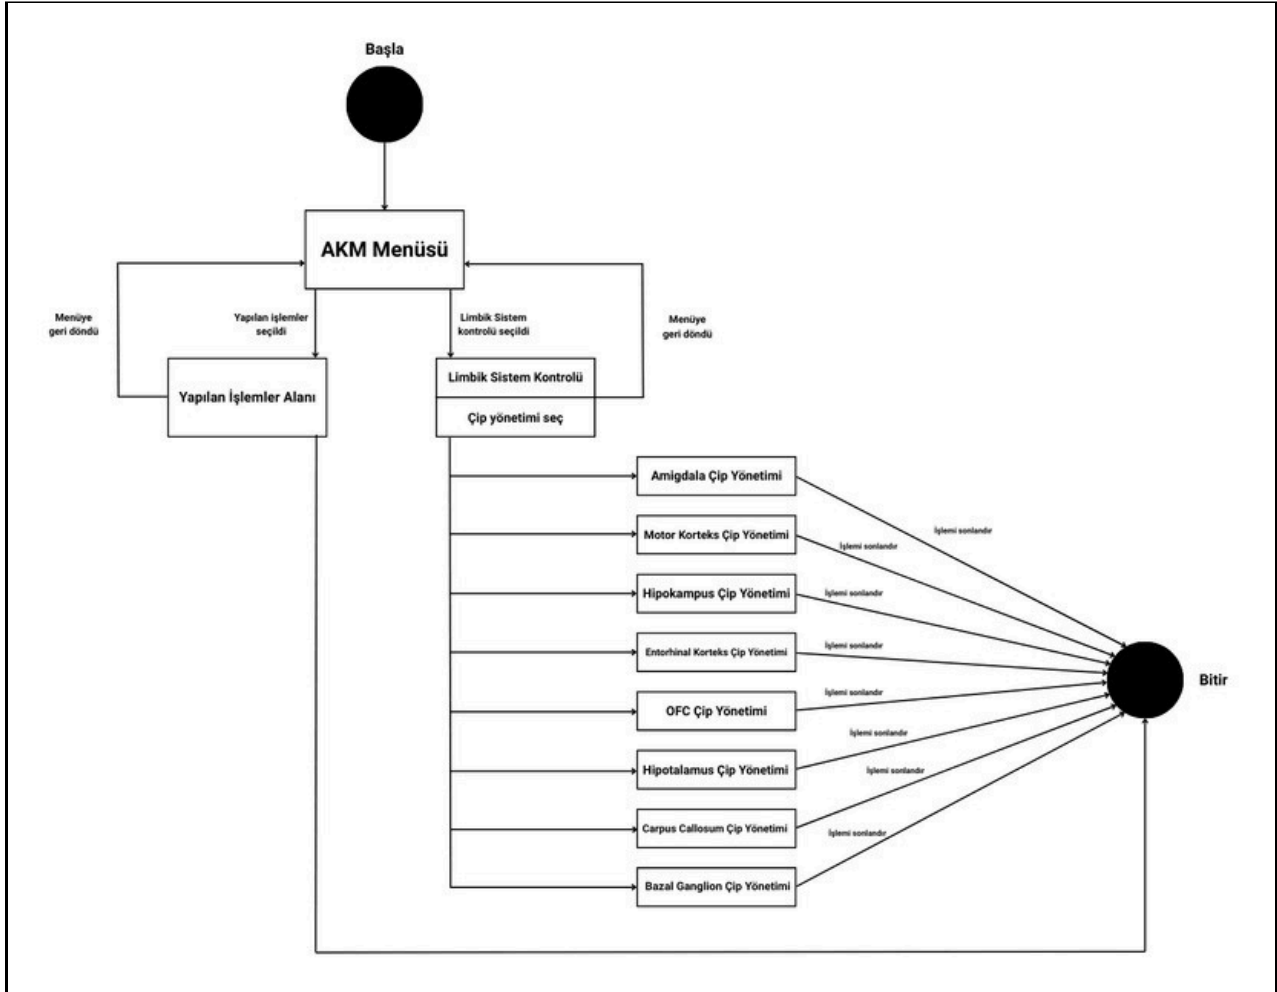 Başla
AKM Menüsü
Menüye
geri döndü
Yapılan işlemler
seçildi
Limbik Sistem
kontrolü seçildi
Menüye
geri döndü
Yapılan İşlemler Alanı
Limbik Sistem Kontrolü
Çip yönetimi seç
Amigdala Çip Yönetimi
İşlemi sonlandır
Motor Korteks Çip Yönetimi
İşlemi sonlandır
Hipokampus Çip Yönetimi
İşlemi sonlandır
Entorhinal Korteks Çip Yönetimi
İşlemi sonlandır
Bitir
OFC Çip Yönetimi
İşlemi sonlandır
Hipotalamus Çip Yönetimi
İşlemi sonlandır
Carpus Callosum Çip Yönetimi
İşlemi sonlandır
Bazal Ganglion Çip Yönetimi
İşlemi sonlandır